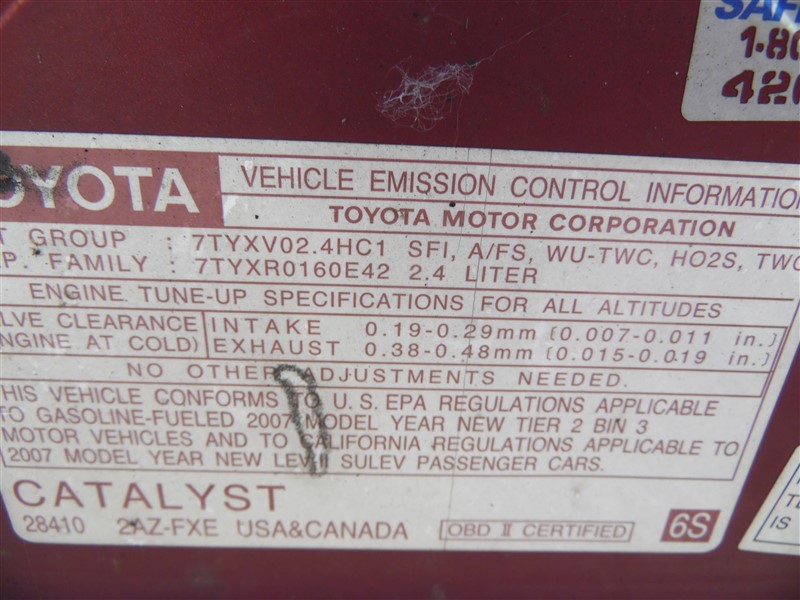 SAF
1-80
420
TOYOTA
VEHICLE EMISSION CONTROL INFORMATION
TOYOTA MOTOR CORPORATION
T GROUP : 7TYXV02.4HC1 SFI, A/FS, WU-TWC, HO2S, TWC
P. FAMILY : 7TYXR0160E42 2.4 LITER
ENGINE TUNE-UP SPECIFICATIONS FOR ALL ALTITUDES
LVE CLEARANCE INTAKE 0.19-0.29mm (0.007-0.011 in.)
NGINE AT COLD) EXHAUST 0.38-0.48mm (0.015-0.019 in.)
NO OTHER ADJUSTMENTS NEEDED.
THIS VEHICLE CONFORMS TO U.S. EPA REGULATIONS APPLICABLE
TO GASOLINE-FUELED 2007 MODEL YEAR NEW TIER 2 BIN 3
MOTOR VEHICLES AND TO CALIFORNIA REGULATIONS APPLICABLE TO
2007 MODEL YEAR NEW LEV II SULEV PASSENGER CARS.
CATALYST
28410 2AZ-FXE USA&CANADA OBD II CERTIFIED 6S
TE
IS